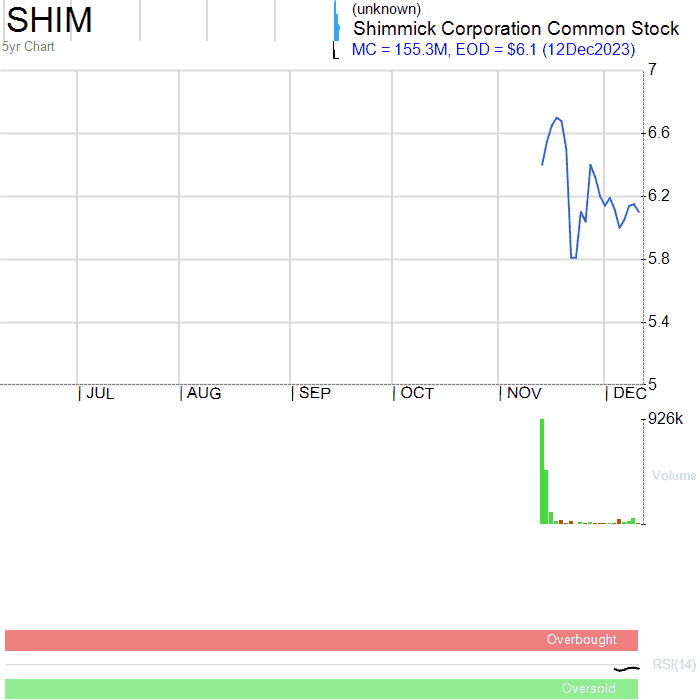 SHIM
(unknown)
Shimmick Corporation Common Stock
5yr Chart
MC = 155.3M, EOD = $6.1 (12Dec2023)
7
6.6
6.2
5.8
5.4
5
JUL
AUG
SEP
OCT
NOV
DEC
926k
Volume
Overbought
RSI(14)
Oversold